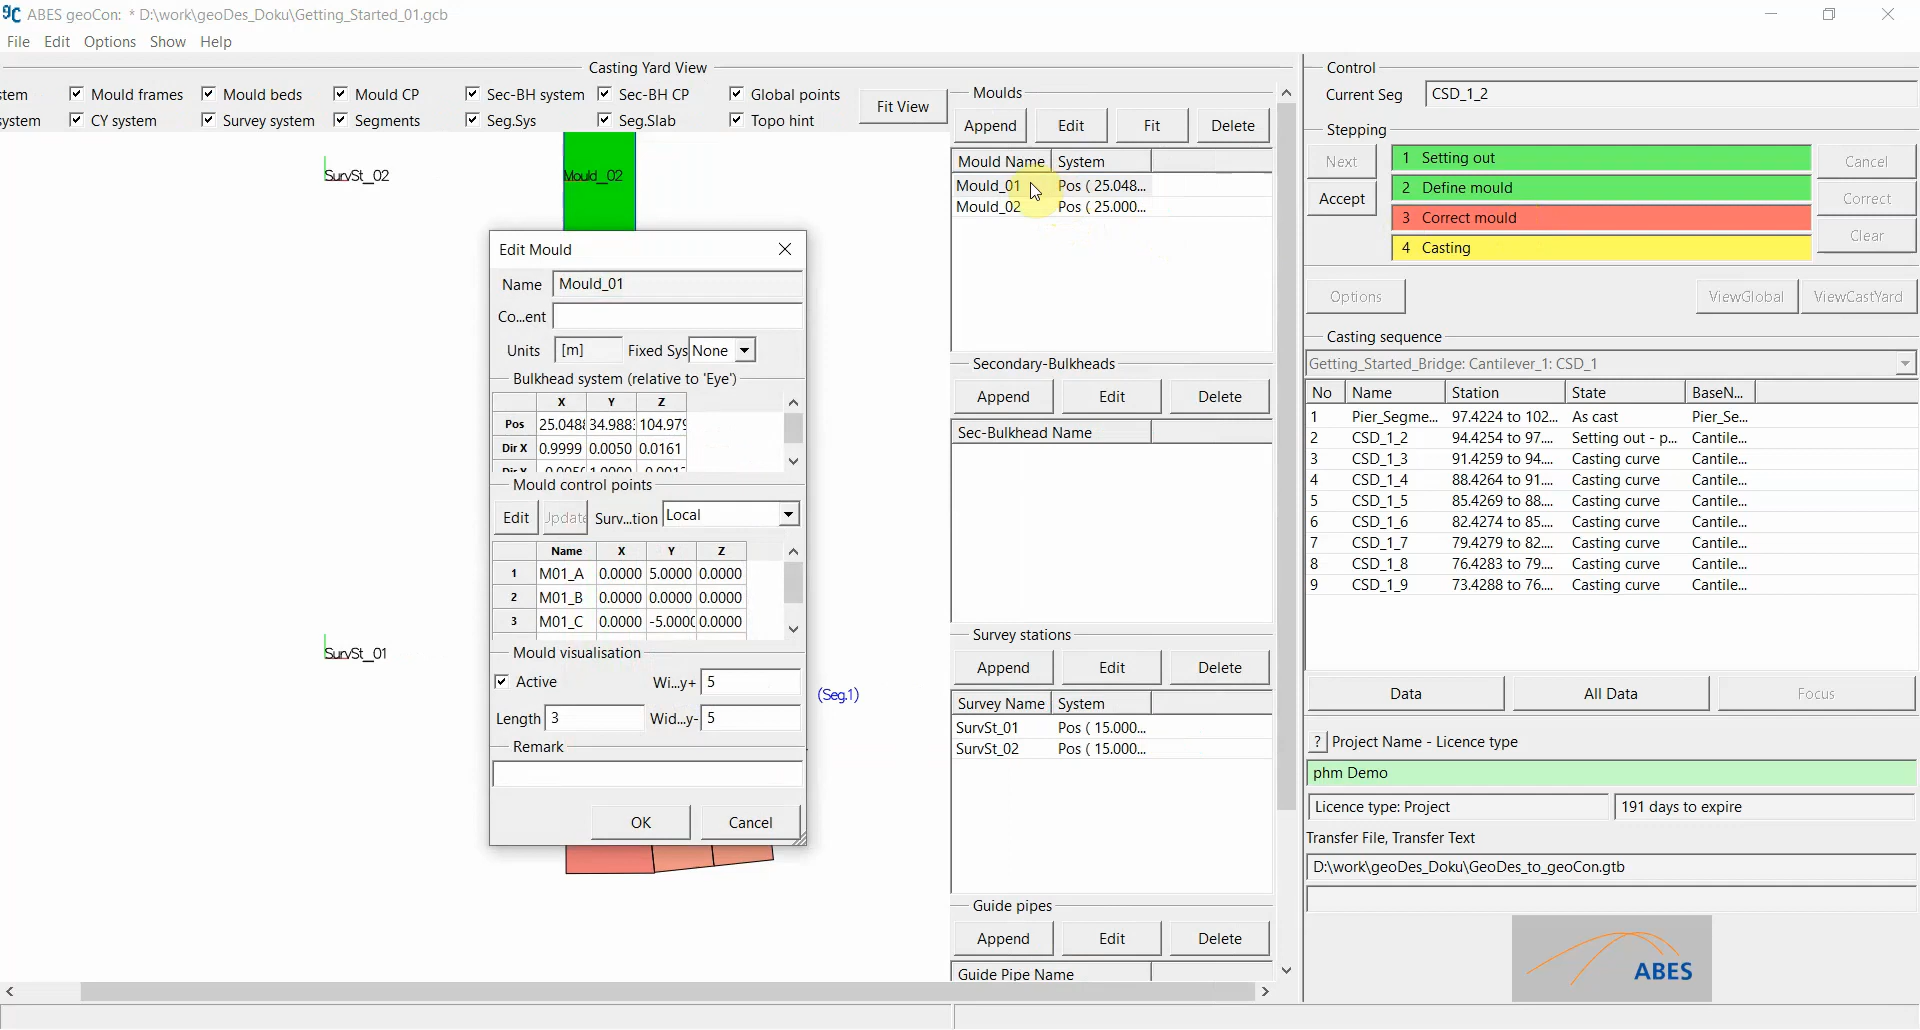 ABES geoCon: * D:\work\geoDes_Doku\Getting_Started_01.gcb
File Edit Options Show Help
Casting Yard View
tem Mould frames Mould beds Mould CP Sec-BH system Sec-BH CP Global points Fit View
system CY system Survey system Segments Seg.Sys Seg.Slab Topo hint
SurvSt_02
Mould_02
SurvSt_01
(Seg.1)
Edit Mould
Name Mould_01
Co...ent
Units [m] Fixed Sys None
Bulkhead system (relative to 'Eye')
X Y Z
Pos 25.048 34.988 104.979
Dir X 0.9999 0.0050 0.0161
Mould control points
Edit Update Surv...tion Local
Name X Y Z
1 M01_A 0.0000 5.0000 0.0000
2 M01_B 0.0000 0.0000 0.0000
3 M01_C 0.0000 -5.0000 0.0000
Mould visualisation
Active Wi...y+ 5
Length 3 Wid...y- 5
Remark
OK Cancel
Moulds
Append Edit Fit Delete
Mould Name System
Mould_01 Pos ( 25.048...
Mould_02 Pos ( 25.000...
Secondary-Bulkheads
Append Edit Delete
Sec-Bulkhead Name
Survey stations
Append Edit Delete
Survey Name System
SurvSt_01 Pos ( 15.000...
SurvSt_02 Pos ( 15.000...
Guide pipes
Append Edit Delete
Guide Pipe Name
Control
Current Seg CSD_1_2
Stepping
Next 1 Setting out Cancel
2 Define mould
Accept 3 Correct mould Correct
4 Casting Clear
Options ViewGlobal ViewCastYard
Casting sequence
Getting_Started_Bridge: Cantilever_1: CSD_1
No Name Station State BaseN...
1 Pier_Segme... 97.4224 to 102... As cast Pier_Se...
2 CSD_1_2 94.4254 to 97.... Setting out - p... Cantile...
3 CSD_1_3 91.4259 to 94.... Casting curve Cantile...
4 CSD_1_4 88.4264 to 91.... Casting curve Cantile...
5 CSD_1_5 85.4269 to 88.... Casting curve Cantile...
6 CSD_1_6 82.4274 to 85.... Casting curve Cantile...
7 CSD_1_7 79.4279 to 82.... Casting curve Cantile...
8 CSD_1_8 76.4283 to 79.... Casting curve Cantile...
9 CSD_1_9 73.4288 to 76.... Casting curve Cantile...
Data All Data Focus
? Project Name - Licence type
phm Demo
Licence type: Project 191 days to expire
Transfer File, Transfer Text
D:\work\geoDes_Doku\GeoDes_to_geoCon.gtb
ABES